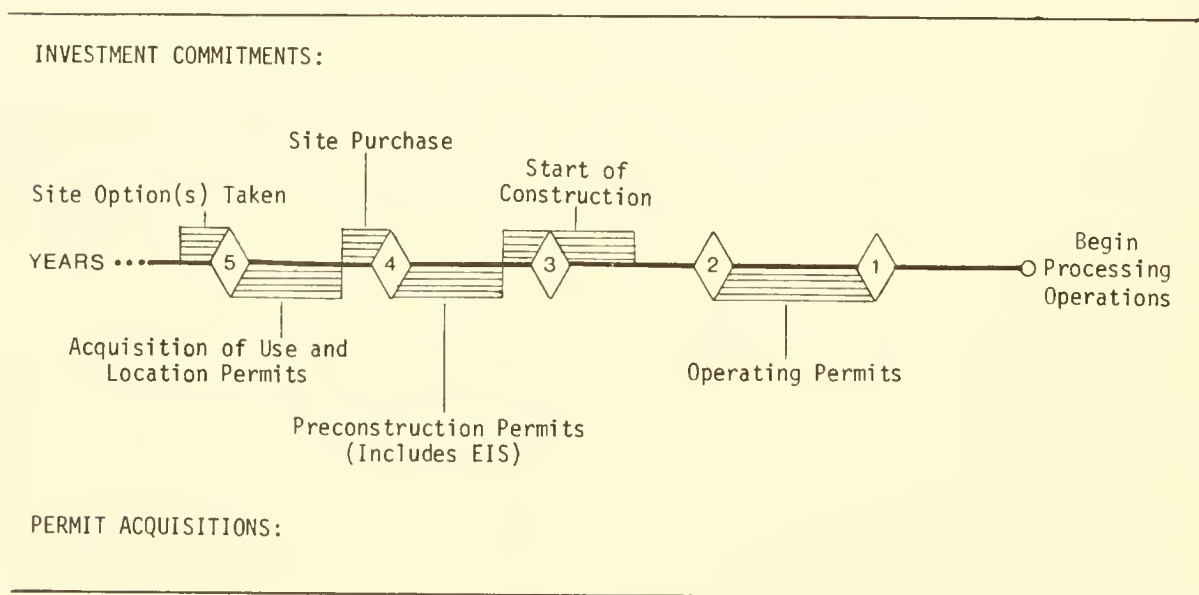 INVESTMENT COMMITMENTS:
Site Purchase
Start of
Construction
Site Option(s) Taken
YEARS ••••
5
4
3
2
1
Begin
Processing
Operations
Acquisition of Use and
Location Permits
Operating Permits
Preconstruction Permits
(Includes EIS)
PERMIT ACQUISITIONS: